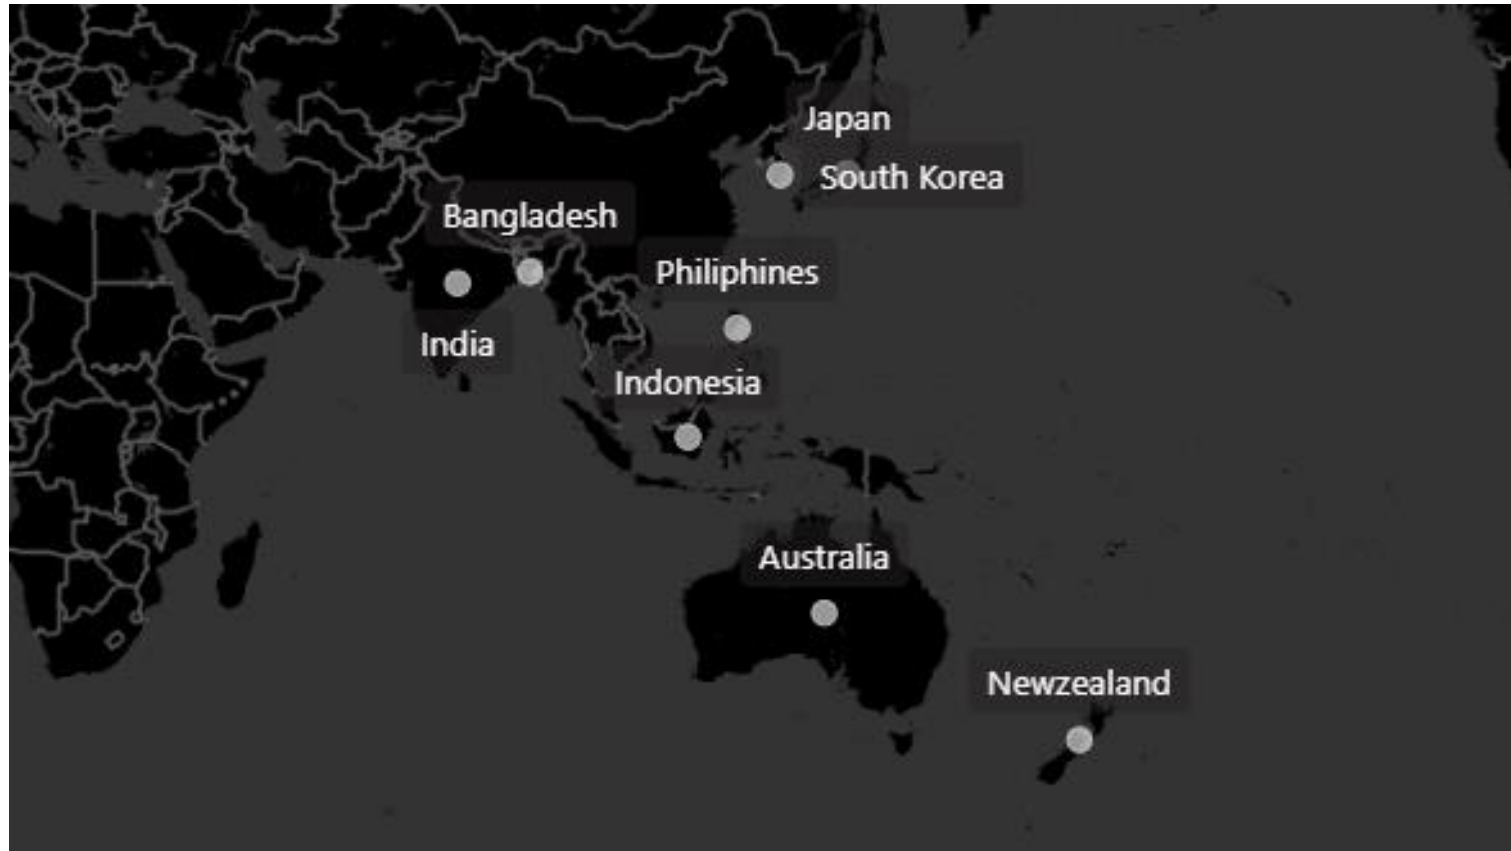 Japan
South Korea
Bangladesh
Philiphines
India
Indonesia
Australia
Newzealand